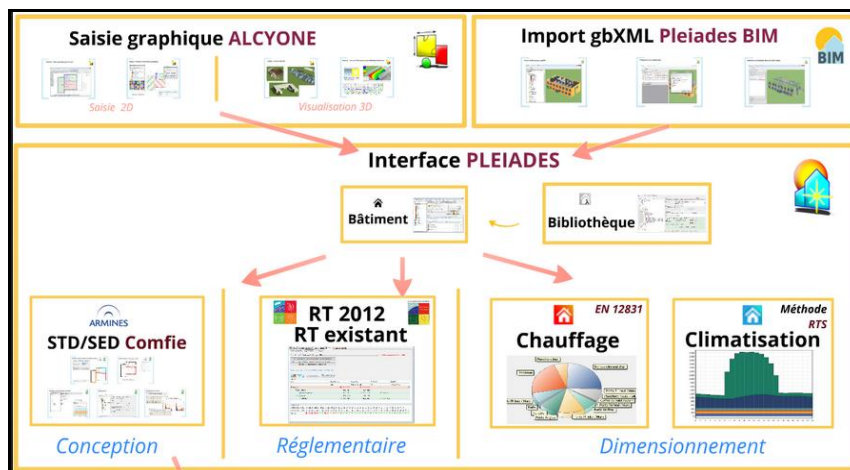 Saisie graphique ALCYONE
Saisie 2D
Visualisation 3D
Import gbXML Pleiades BIM
BIM
Interface PLEIADES
Bâtiment
Bibliothèque
ARMINES
STD/SED Comfie
Conception
RT 2012
RT existant
Réglementaire
EN 12831
Chauffage
Méthode
RTS
Climatisation
Dimensionnement